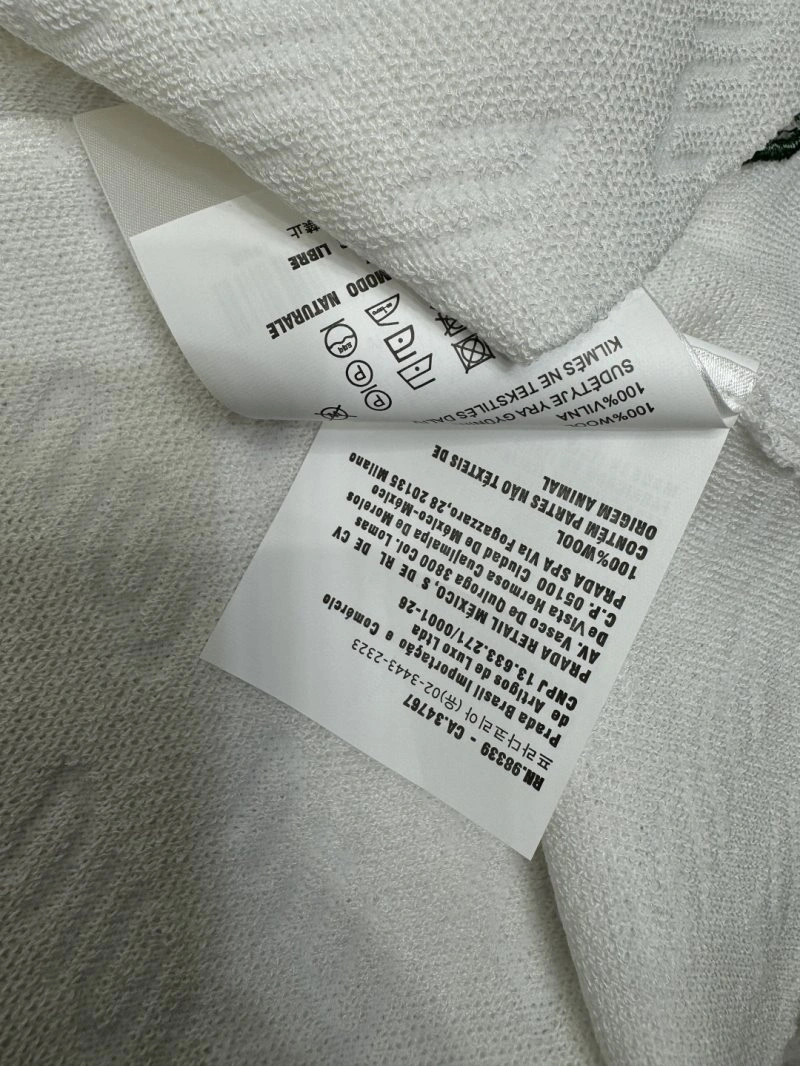 RN.98339 - CA.34767
프라다코리아 (유)02-3443-2323
Prada Brasil Importação e Comércio
de Artigos de Luxo Ltda
CNPJ 13.633.271/0001-26
PRADA RETAIL MÉXICO, S DE RL DE CV
AV. Vasco De Quiroga 3800 Col. Lomas
De Vista Hermosa Cuajimalpa De Morelos
C.P. 05100 Ciudad De México-México
PRADA SPA Via Fogazzaro,28 20135 Milano
100%WOOL
CONTÉM PARTES NÃO TÊXTEIS DE
ORIGEM ANIMAL
100%WOOL
100%VILNA
SUDĖTYJE YRA
KILMĖS NE TEKSTILĖS
P
P
MODO NATURALE
LIBRE
禁止